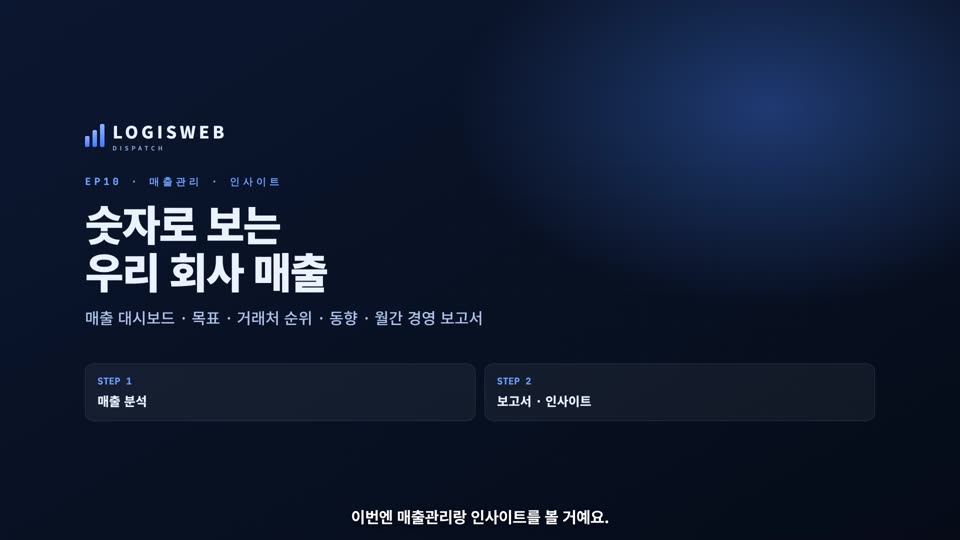 LOGISWEB
DISPATCH
EP10 · 매출관리 · 인사이트
숫자로 보는
우리 회사 매출
매출 대시보드 · 목표 · 거래처 순위 · 동향 · 월간 경영 보고서
STEP 1
매출 분석
STEP 2
보고서 · 인사이트
이번엔 매출관리랑 인사이트를 볼 거예요.